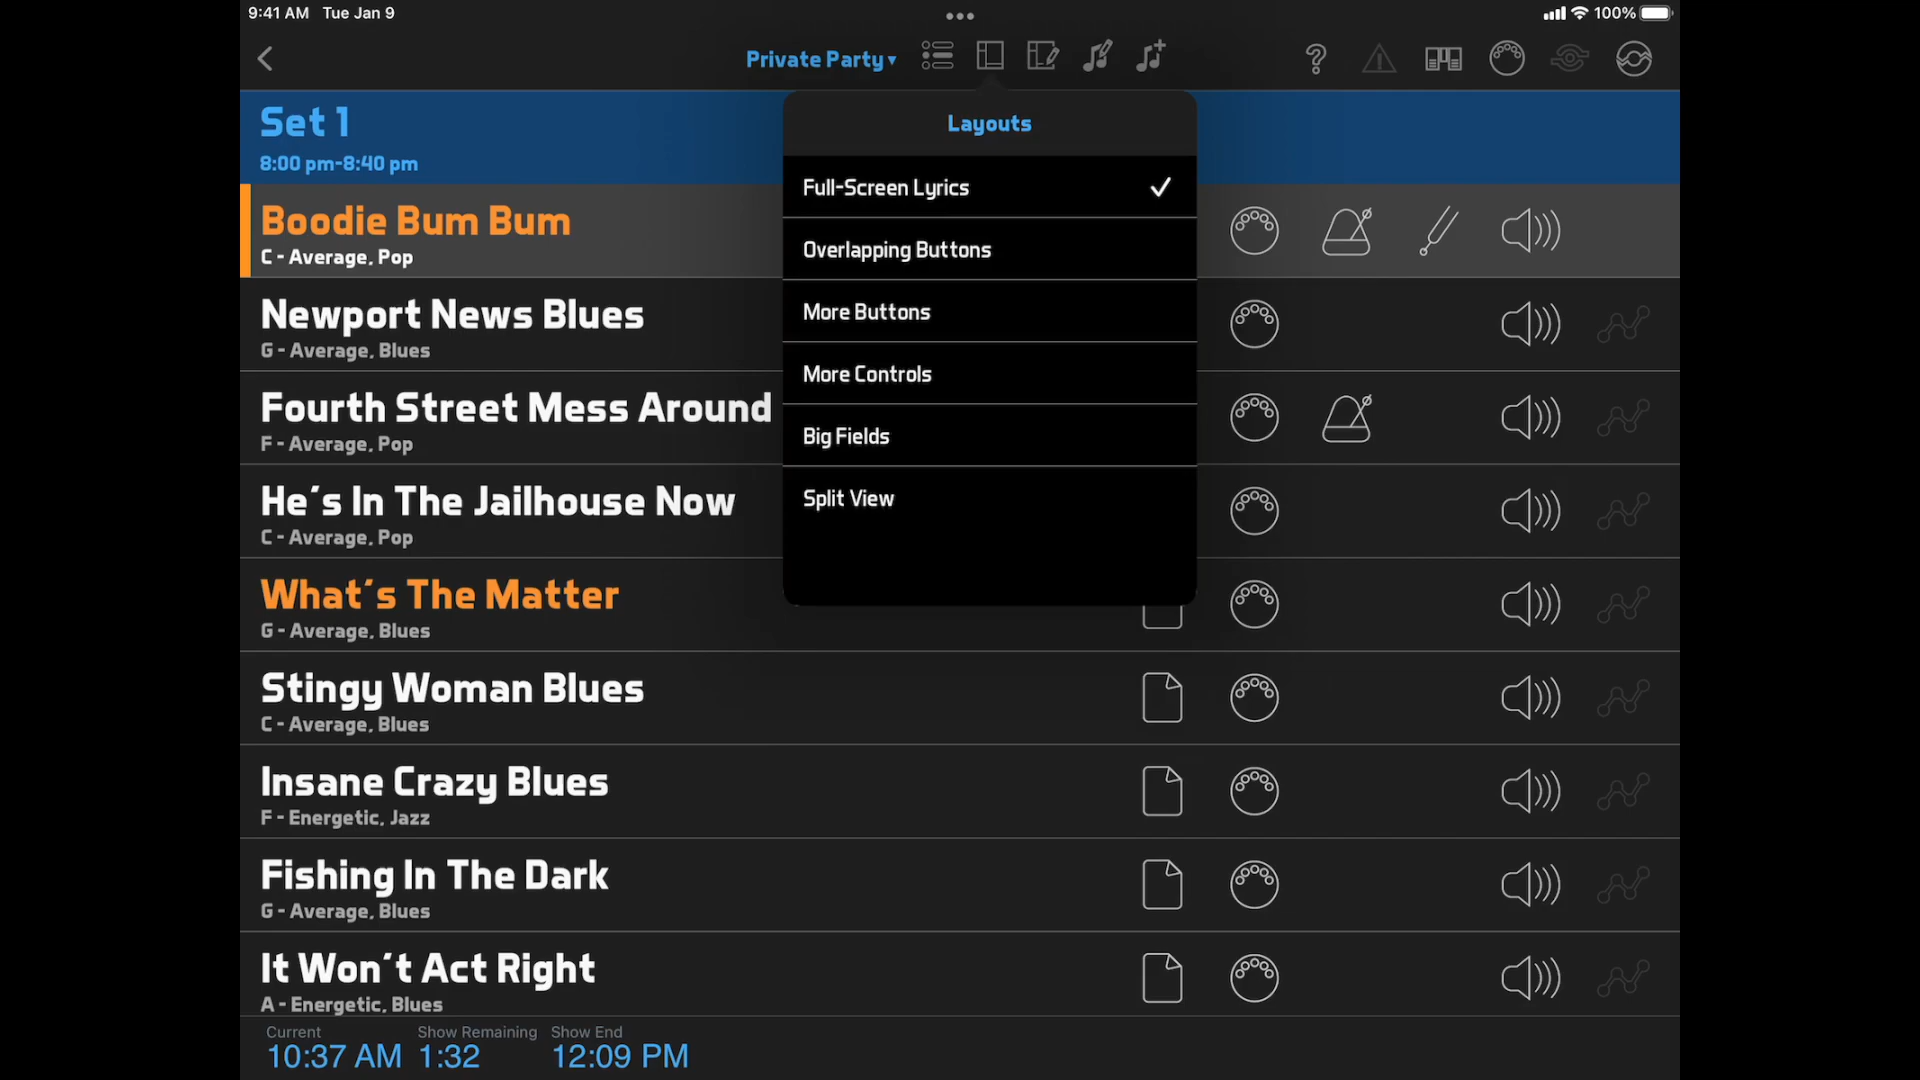 9:41 AM Tue Jan 9
100%
Private Party ▾
Set 1
8:00 pm-8:40 pm
Layouts
Full-Screen Lyrics
Overlapping Buttons
More Buttons
More Controls
Big Fields
Split View
Boodie Bum Bum
C - Average, Pop
Newport News Blues
G - Average, Blues
Fourth Street Mess Around
F - Average, Pop
He's In The Jailhouse Now
C - Average, Pop
What's The Matter
G - Average, Blues
Stingy Woman Blues
C - Average, Blues
Insane Crazy Blues
F - Energetic, Jazz
Fishing In The Dark
G - Average, Blues
It Won't Act Right
A - Energetic, Blues
Current Show Remaining Show End
10:37 AM 1:32 12:09 PM